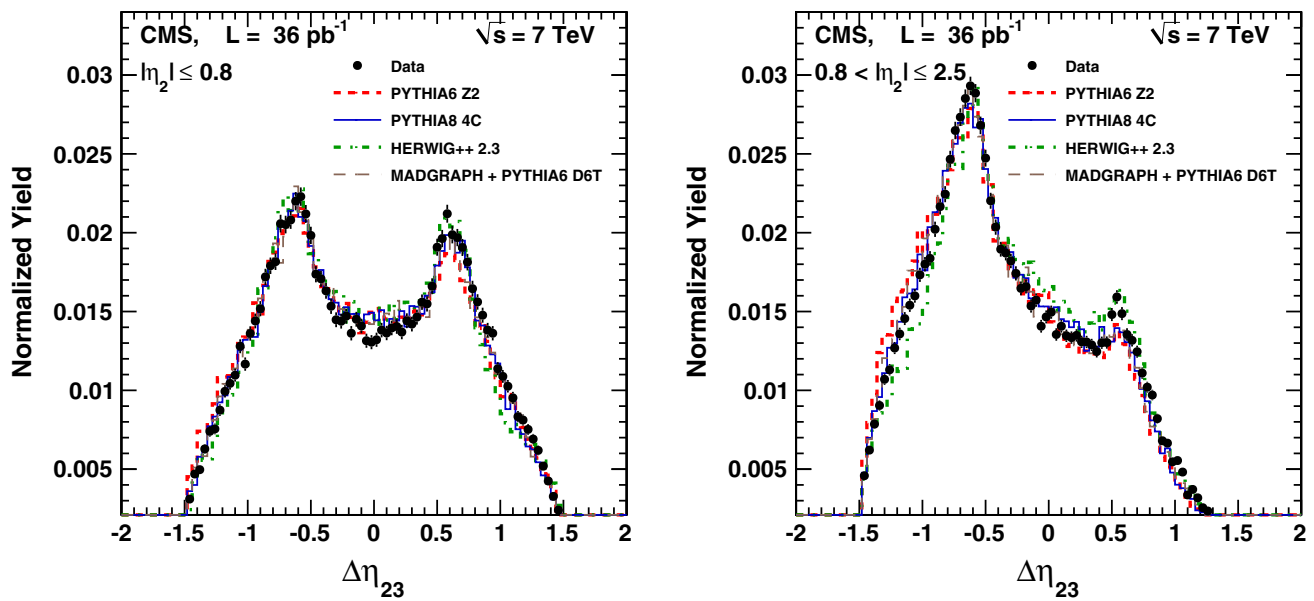 CMS, L = 36 pb⁻¹ √s = 7 TeV
|η₂| ≤ 0.8
Data
PYTHIA6 Z2
PYTHIA8 4C
HERWIG++ 2.3
MADGRAPH + PYTHIA6 D6T
Normalized Yield
0.03
0.025
0.02
0.015
0.01
0.005
-2 -1.5 -1 -0.5 0 0.5 1 1.5 2
Δη₂₃
CMS, L = 36 pb⁻¹ √s = 7 TeV
0.8 < |η₂| ≤ 2.5
Data
PYTHIA6 Z2
PYTHIA8 4C
HERWIG++ 2.3
MADGRAPH + PYTHIA6 D6T
Normalized Yield
0.03
0.025
0.02
0.015
0.01
0.005
-2 -1.5 -1 -0.5 0 0.5 1 1.5 2
Δη₂₃